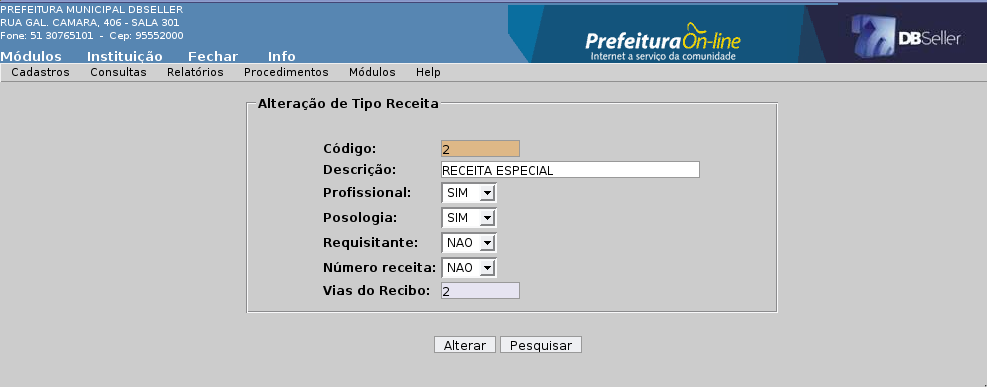 PREFEITURA MUNICIPAL DBSELLER
RUA GAL. CAMARA, 406 - SALA 301
Fone: 51 30765101 - Cep: 95552000
Módulos Instituição Fechar Info
Prefeitura On-line
Internet a serviço da comunidade
DBSeller
Cadastros Consultas Relatórios Procedimentos Módulos Help
Alteração de Tipo Receita
Código: 2
Descrição: RECEITA ESPECIAL
Profissional: SIM
Posologia: SIM
Requisitante: NAO
Número receita: NAO
Vias do Recibo: 2
Alterar Pesquisar